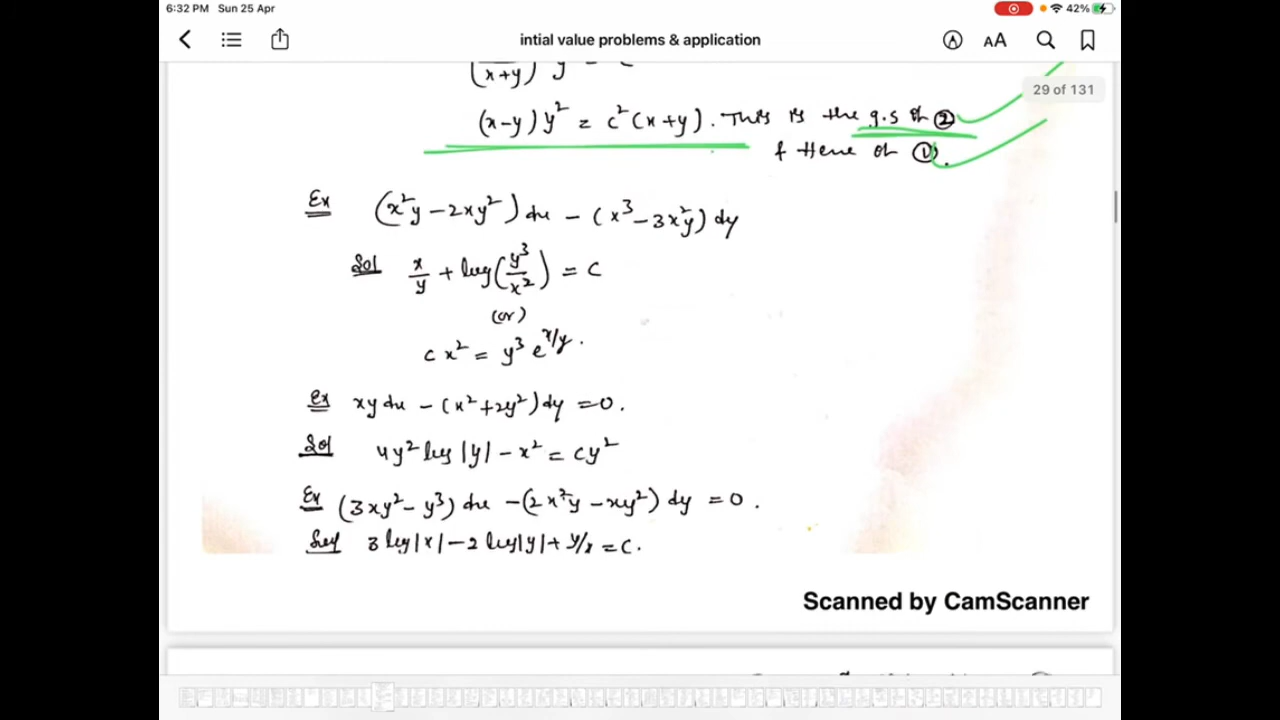 6:32 PM Sun 25 Apr 42%
intial value problems & application
AA
29 of 131
(x+y) y = c
(x-y) y² = c² (x+y). This is the g.s of ②
& Hence of ①.
Ex (x²y - 2xy²) dx - (x³ - 3x²y) dy
Sol x/y + log(y³/x²) = c
(or)
c x² = y³ e^x/y.
Ex xy dx - (x² + 2y²) dy = 0.
Sol 4y² log |y| - x² = cy²
Ex (3xy² - y³) dx - (2x²y - xy²) dy = 0.
Sol 3 log|x| - 2 log|y| + y/x = c.
Scanned by CamScanner